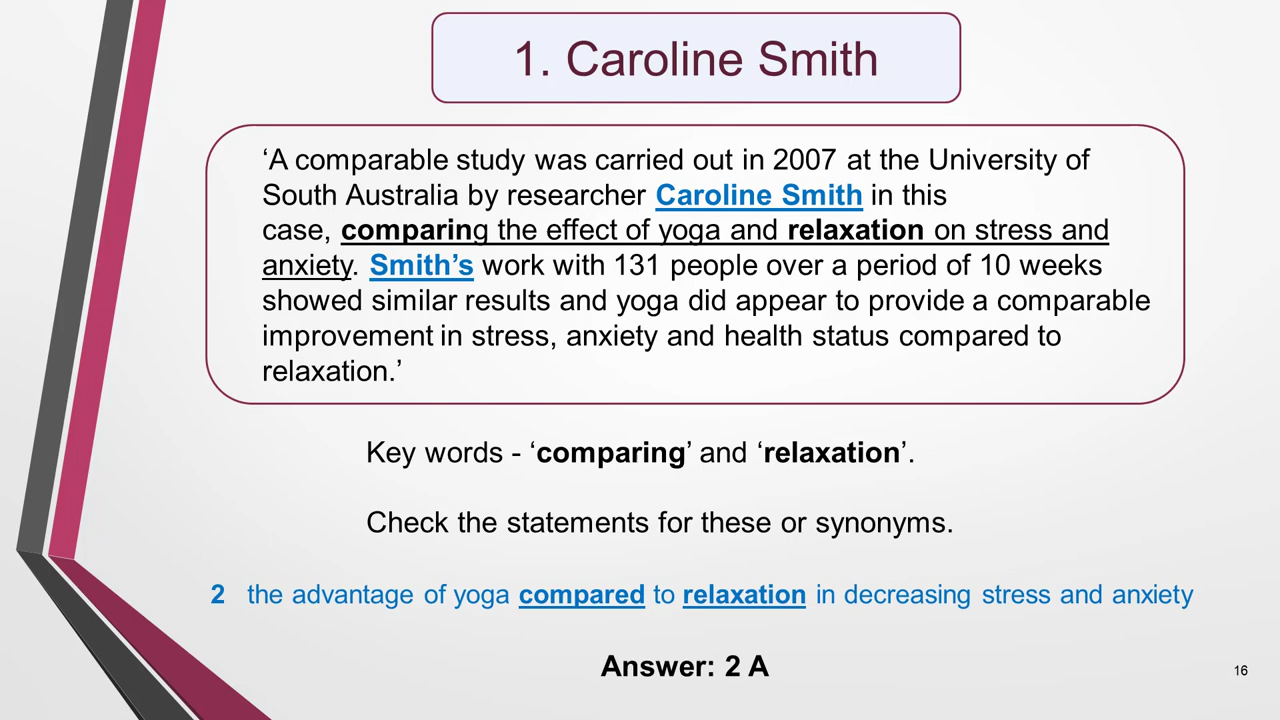 1. Caroline Smith
‘A comparable study was carried out in 2007 at the University of
South Australia by researcher Caroline Smith in this
case, comparing the effect of yoga and relaxation on stress and
anxiety. Smith’s work with 131 people over a period of 10 weeks
showed similar results and yoga did appear to provide a comparable
improvement in stress, anxiety and health status compared to
relaxation.’
Key words - ‘comparing’ and ‘relaxation’.
Check the statements for these or synonyms.
2 the advantage of yoga compared to relaxation in decreasing stress and anxiety
Answer: 2 A
16